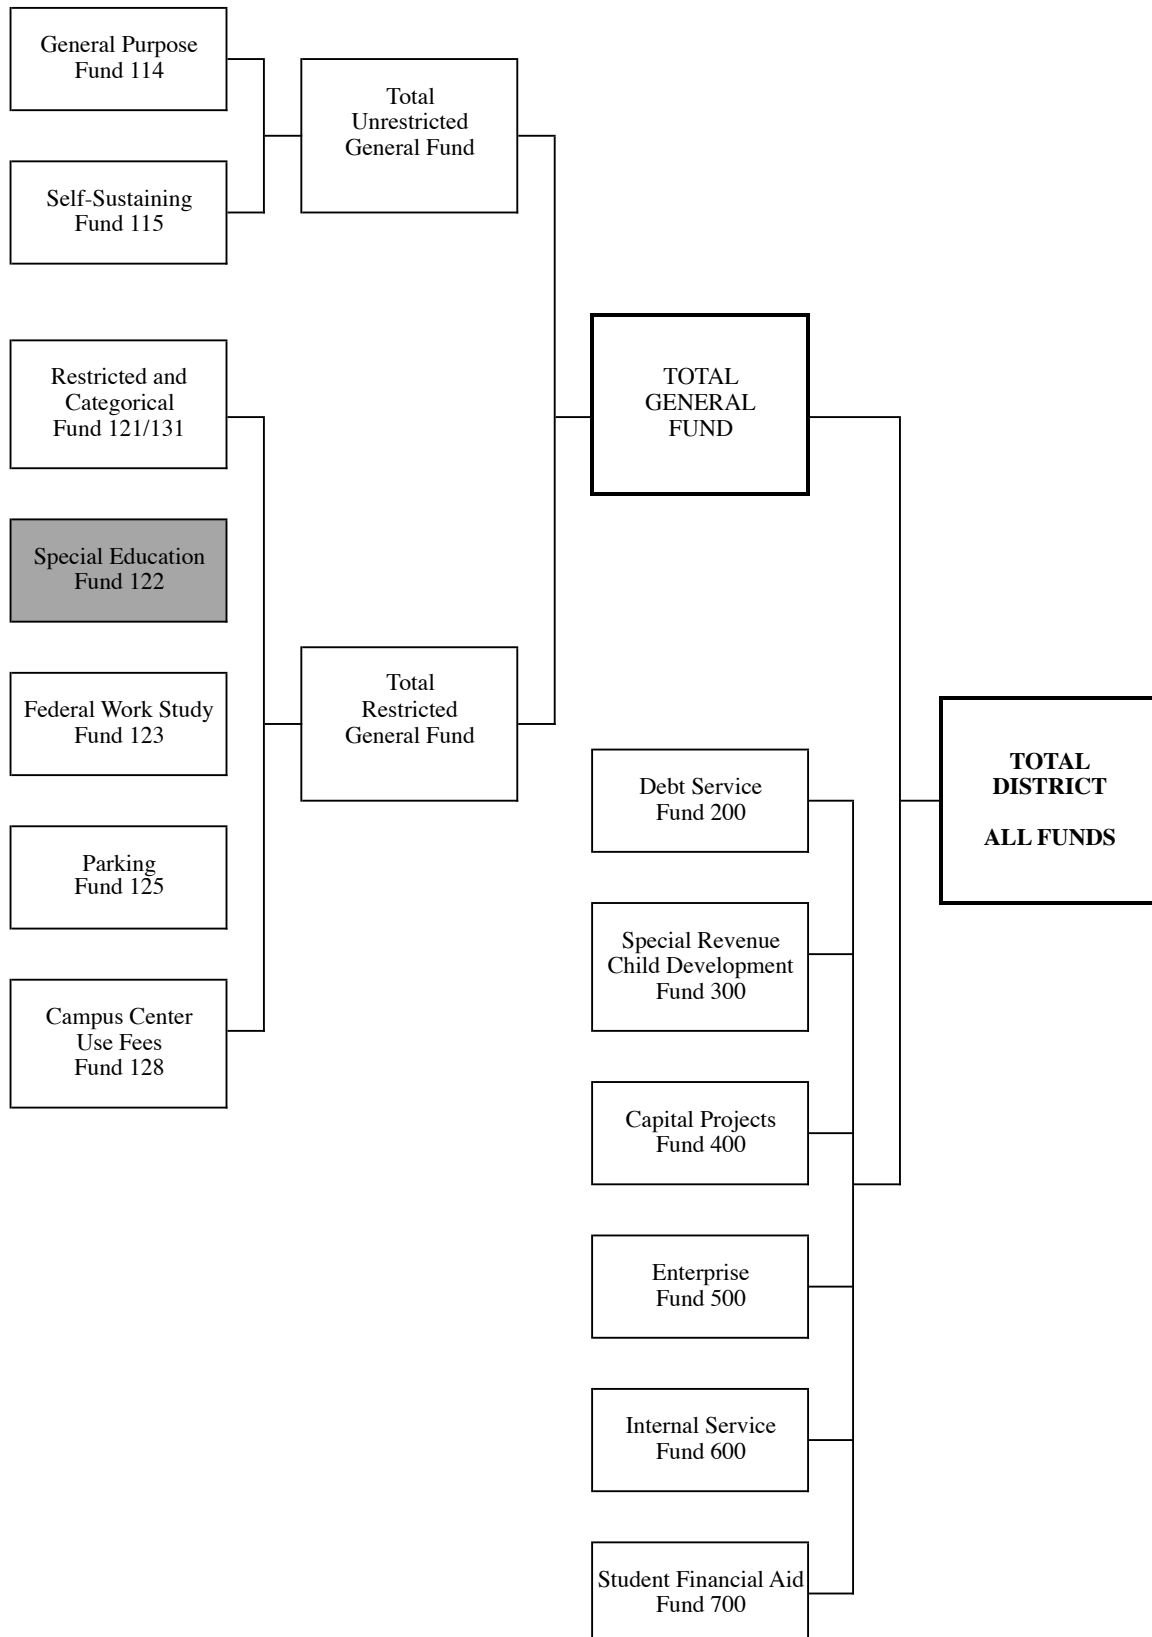 General Purpose
Fund 114
Total
Unrestricted
General Fund
Self-Sustaining
Fund 115
Restricted and
Categorical
Fund 121/131
TOTAL
GENERAL
FUND
Special Education
Fund 122
Federal Work Study
Fund 123
Total
Restricted
General Fund
Parking
Fund 125
Campus Center
Use Fees
Fund 128
Debt Service
Fund 200
TOTAL
DISTRICT
ALL FUNDS
Special Revenue
Child Development
Fund 300
Capital Projects
Fund 400
Enterprise
Fund 500
Internal Service
Fund 600
Student Financial Aid
Fund 700